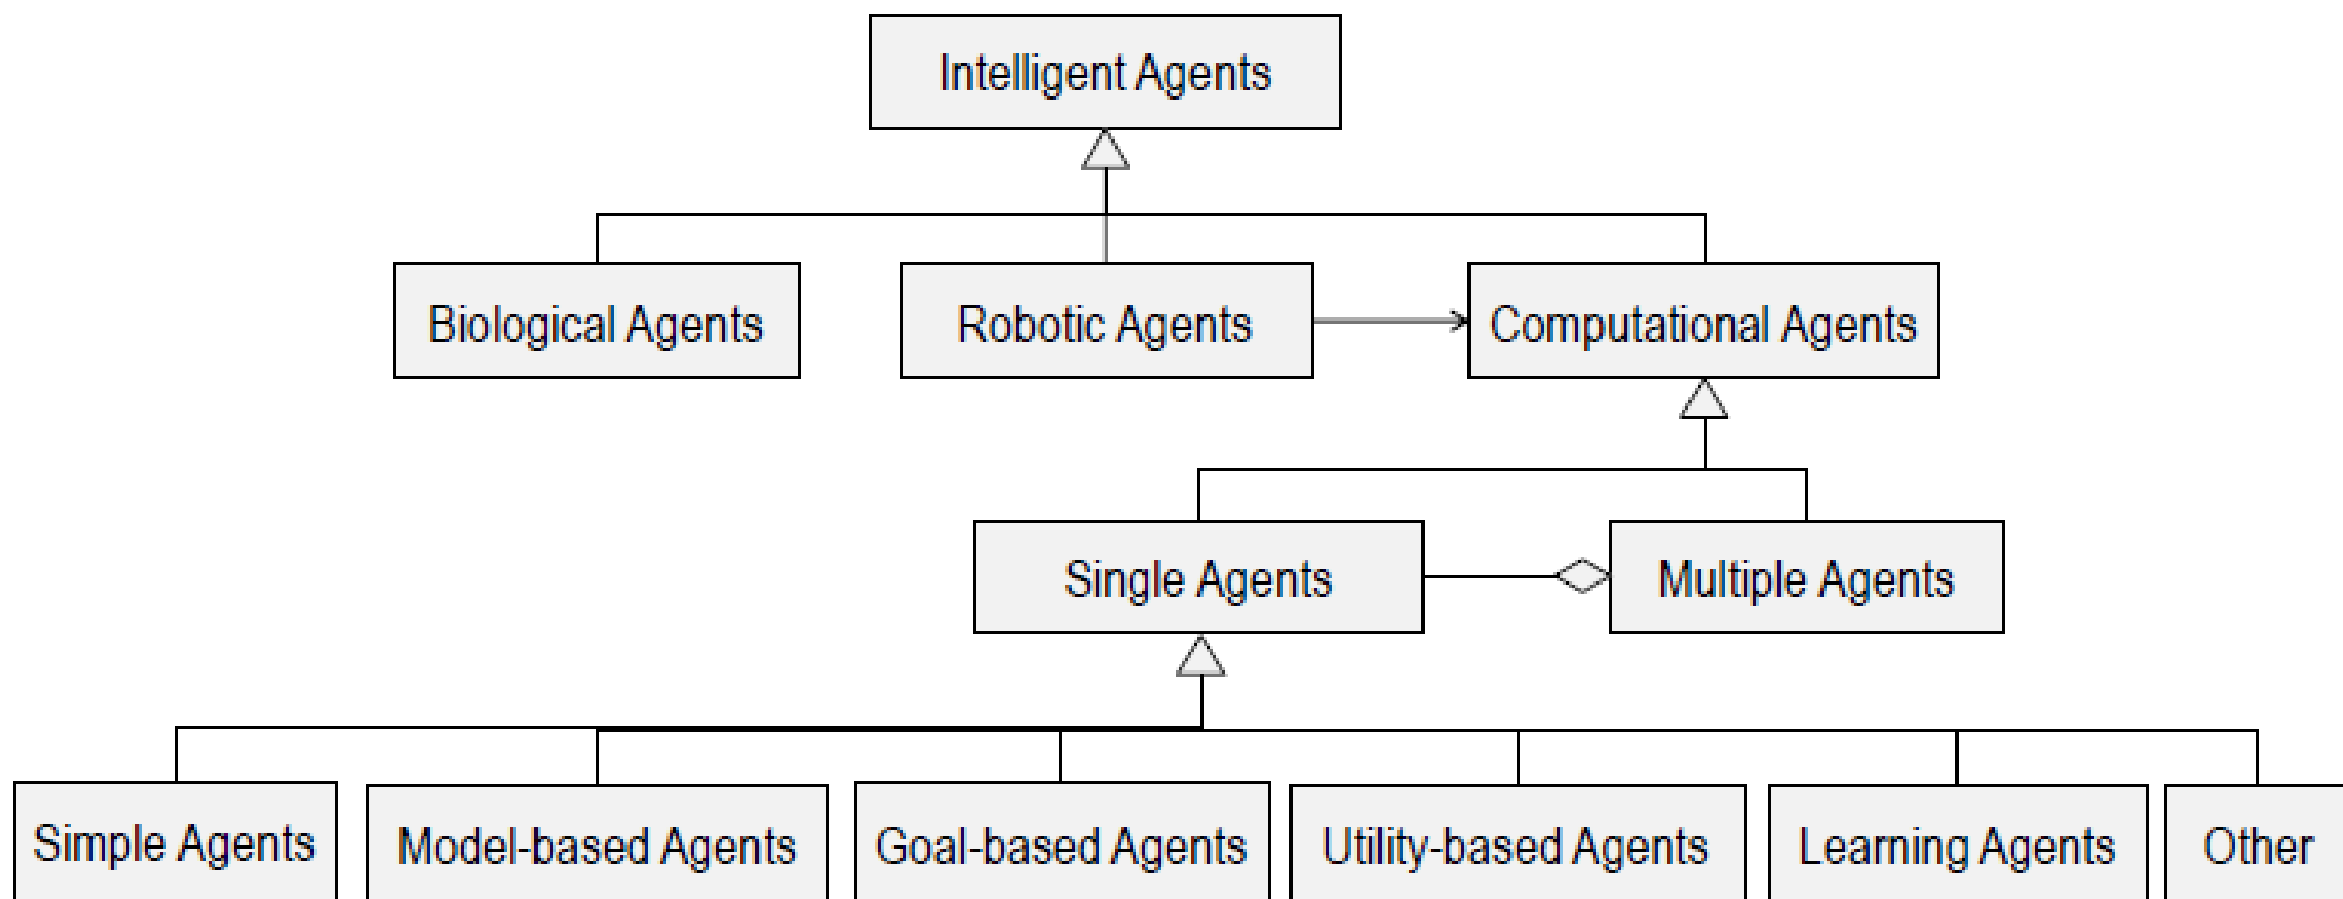 Intelligent Agents
Biological Agents
Robotic Agents
Computational Agents
Single Agents
Multiple Agents
Simple Agents
Model-based Agents
Goal-based Agents
Utility-based Agents
Learning Agents
Other